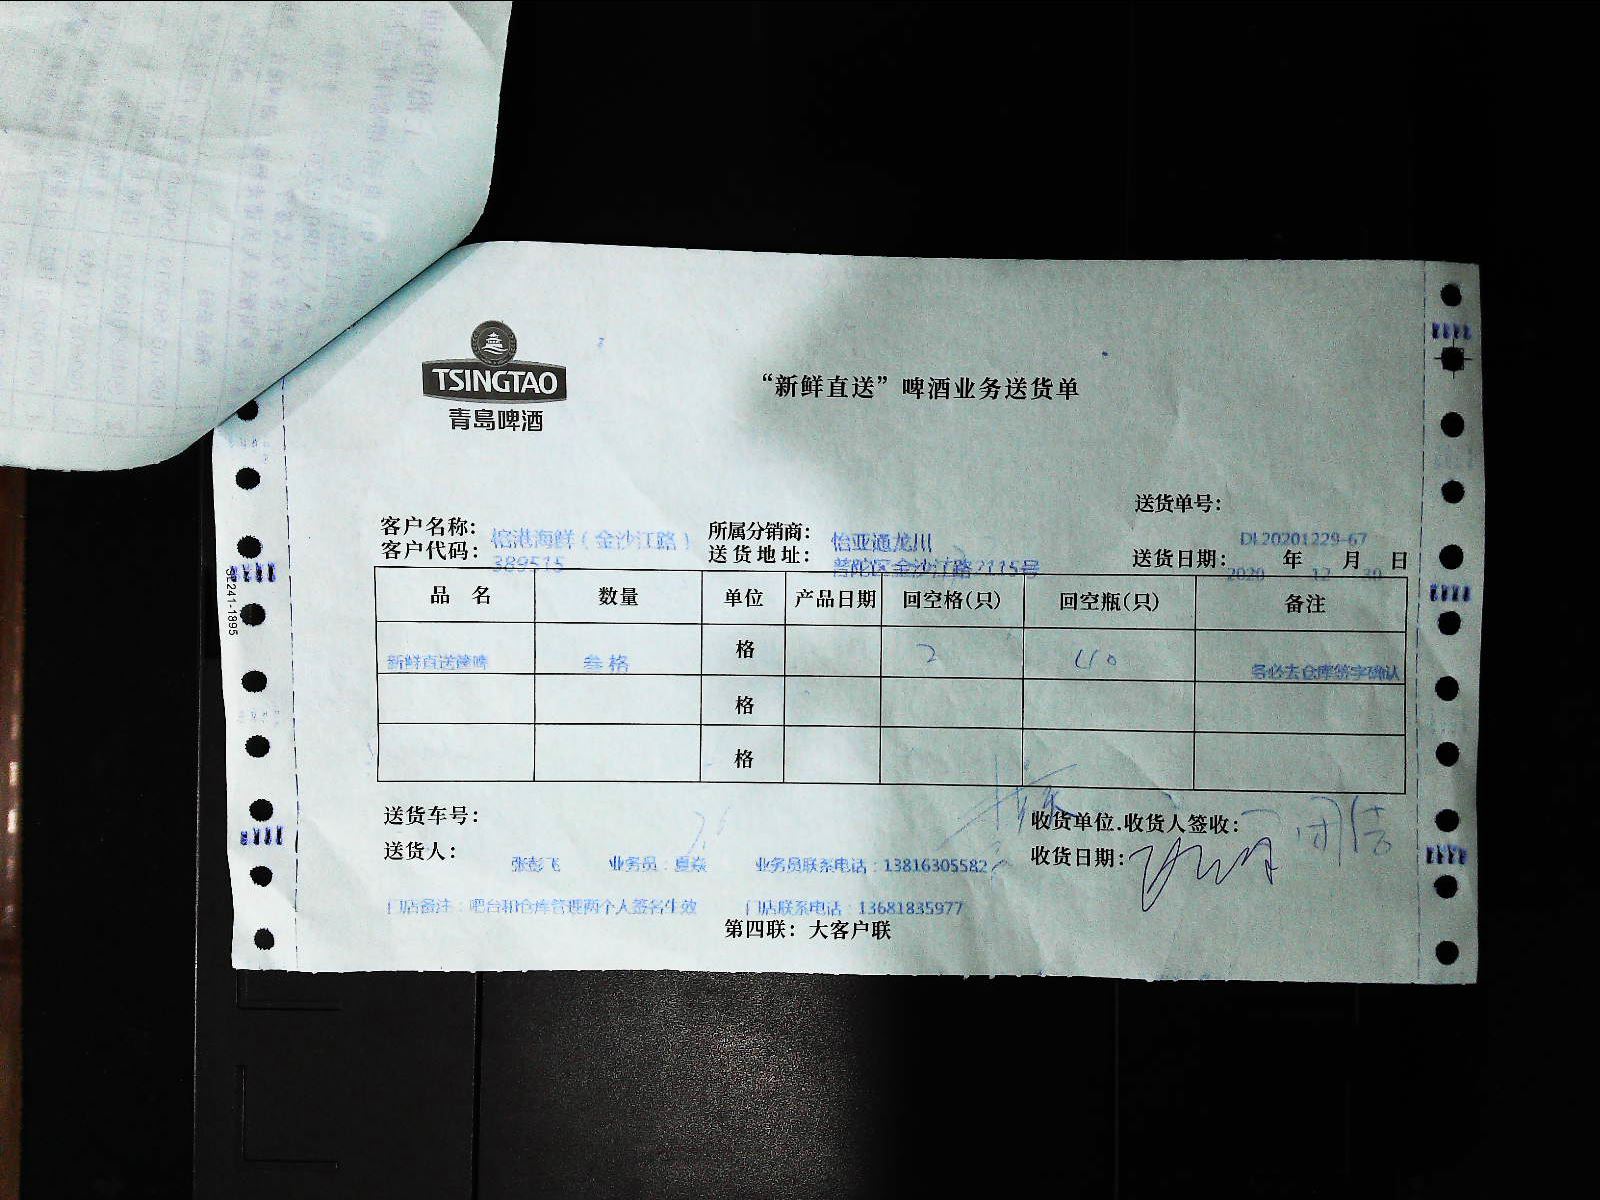 TSINGTAO
青岛啤酒
“新鲜直送”啤酒业务送货单
送货单号: DL20201229-67
客户名称: 倌港海鲜(金沙江路) 所属分销商: 怡亚通龙川
客户代码: 389515 送货地址: 普陀区金沙江路2115号 送货日期: 2020 年 12 月 30 日
品 名 数量 单位 产品日期 回空格(只) 回空瓶(只) 备注
新鲜直送 叁格 格 2 40 务必去仓库签字确认
格
格
送货车号: 收货单位.收货人签收:
送货人: 张彭飞 业务员:夏焱 业务员联系电话:13816305582 收货日期:
门店备注:吧台和仓库管理两个人签名生效 门店联系电话:13681835977
第四联: 大客户联
SL241-1895